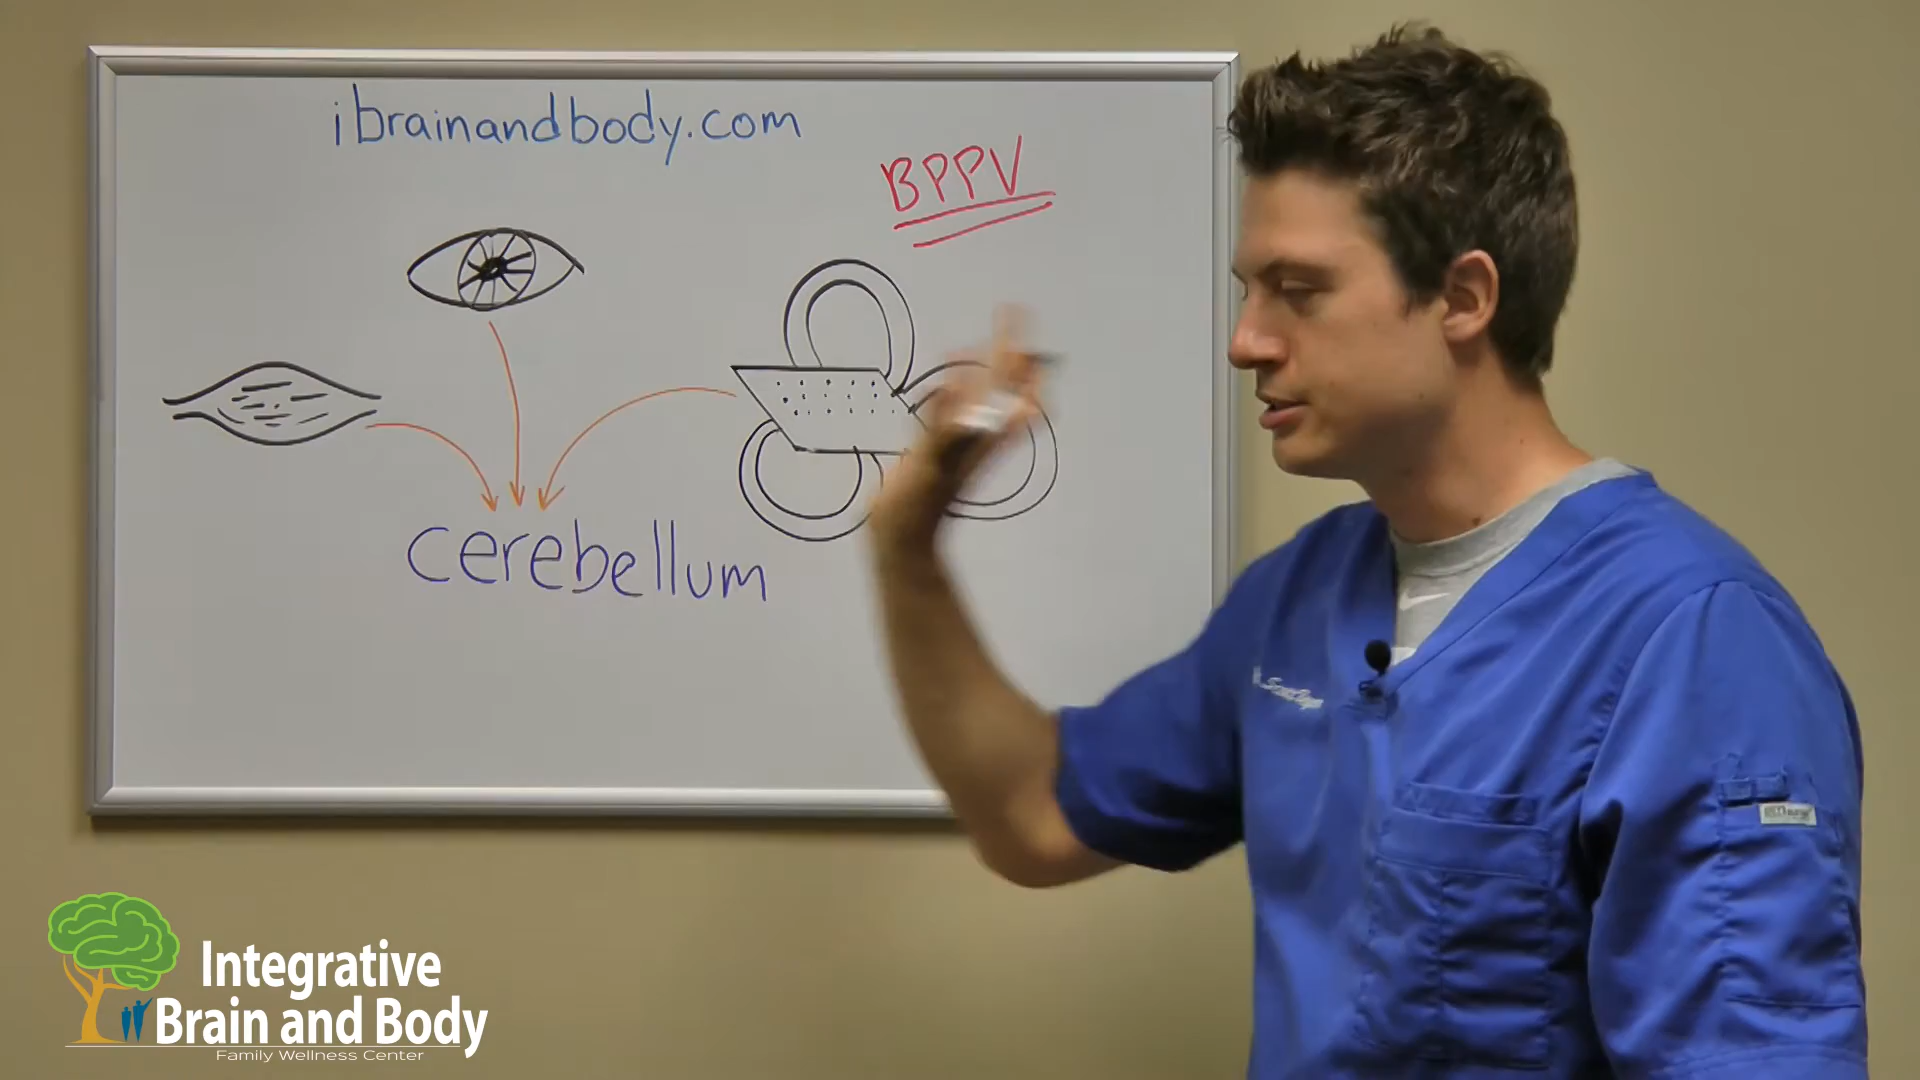 ibrainandbody.com
BPPV
cerebellum
Integrative
Brain and Body
Family Wellness Center